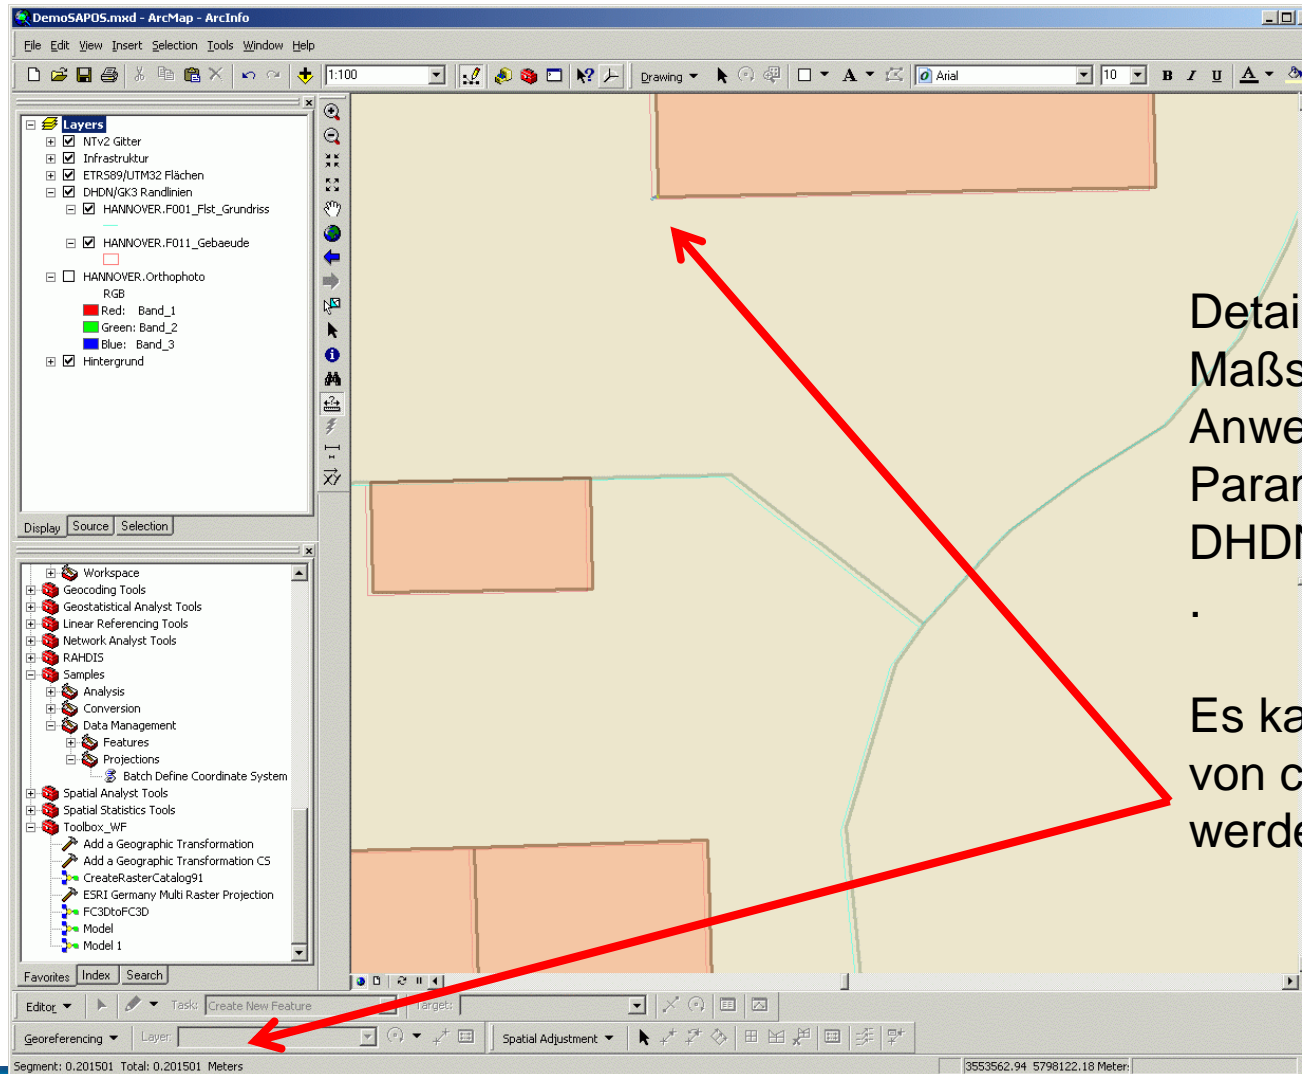 DemoSAPOS.mxd - ArcMap - ArcInfo
File Edit View Insert Selection Tools Window Help
1:100
Drawing
A
Arial
10
B I U A
Layers
NTv2 Gitter
Infrastruktur
ETRS89/UTM32 Flächen
DHDN/GK3 Randlinien
HANNOVER.F001_Flst_Grundriss
HANNOVER.F011_Gebaeude
HANNOVER.Orthophoto
RGB
Red: Band_1
Green: Band_2
Blue: Band_3
Hintergrund
Display Source Selection
Workspace
Geocoding Tools
Geostatistical Analyst Tools
Linear Referencing Tools
Network Analyst Tools
RAHDIS
Samples
Analysis
Conversion
Data Management
Features
Projections
Batch Define Coordinate System
Spatial Analyst Tools
Spatial Statistics Tools
Toolbox_WF
Add a Geographic Transformation
Add a Geographic Transformation CS
CreateRasterCatalog91
ESRI Germany Multi Raster Projection
FC3DtoFC3D
Model
Model 1
Favorites Index Search
XY
Detai
Maßs
Anwe
Paran
DHDN
.
Es ka
von c
werde
Editor Task: Create New Feature Target:
Georeferencing Layer: Spatial Adjustment
Segment: 0.201501 Total: 0.201501 Meters
3553562.94 5798122.18 Meter: